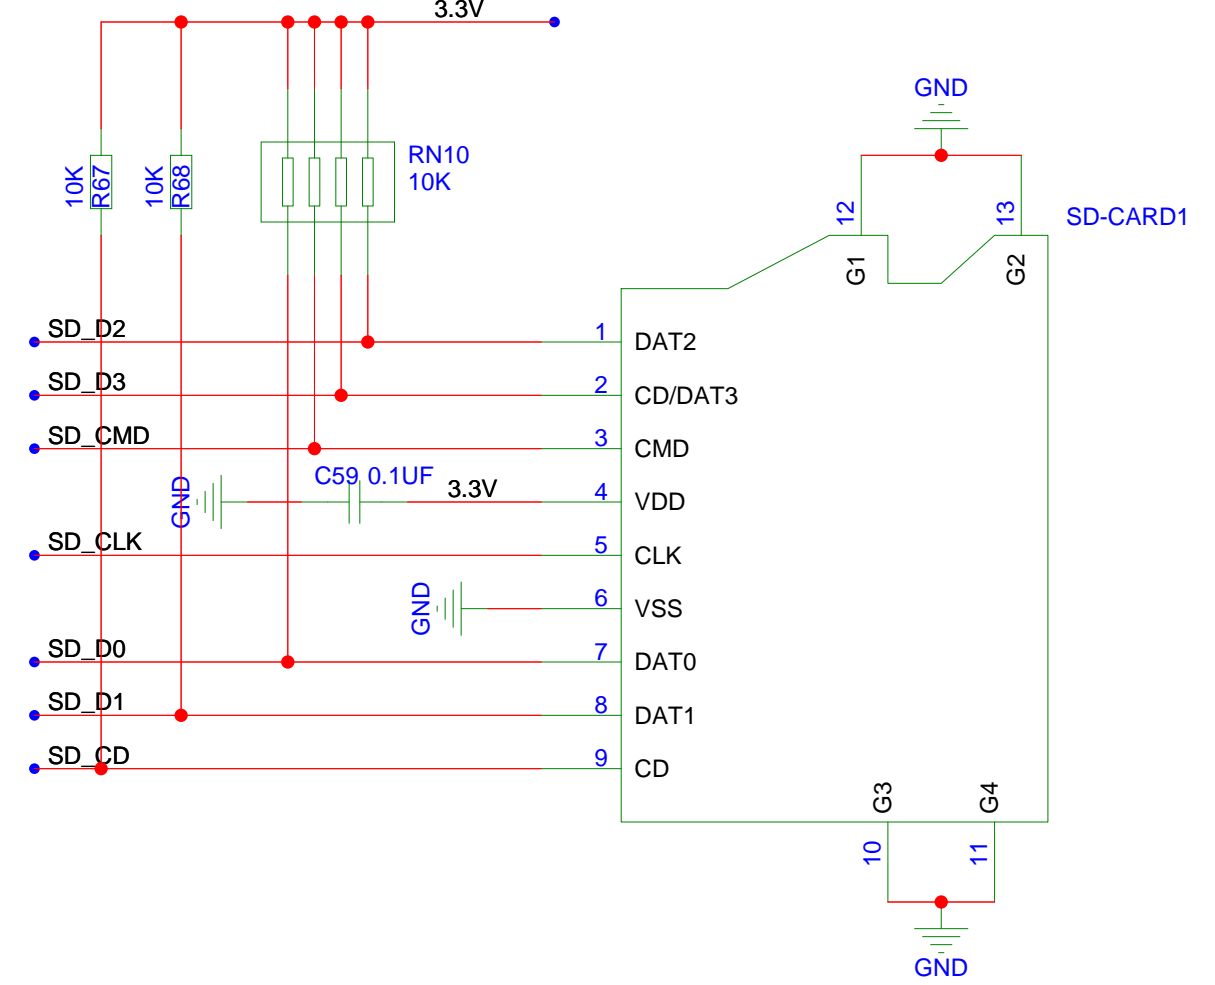 3.3V
GND
10K
R67
10K
R68
RN10
10K
12
13
SD-CARD1
G1
G2
SD_D2
1
DAT2
SD_D3
2
CD/DAT3
SD_CMD
3
CMD
C59 0.1UF
GND
3.3V
4
VDD
SD_CLK
5
CLK
GND
6
VSS
SD_D0
7
DAT0
SD_D1
8
DAT1
SD_CD
9
CD
G3
G4
10
11
GND